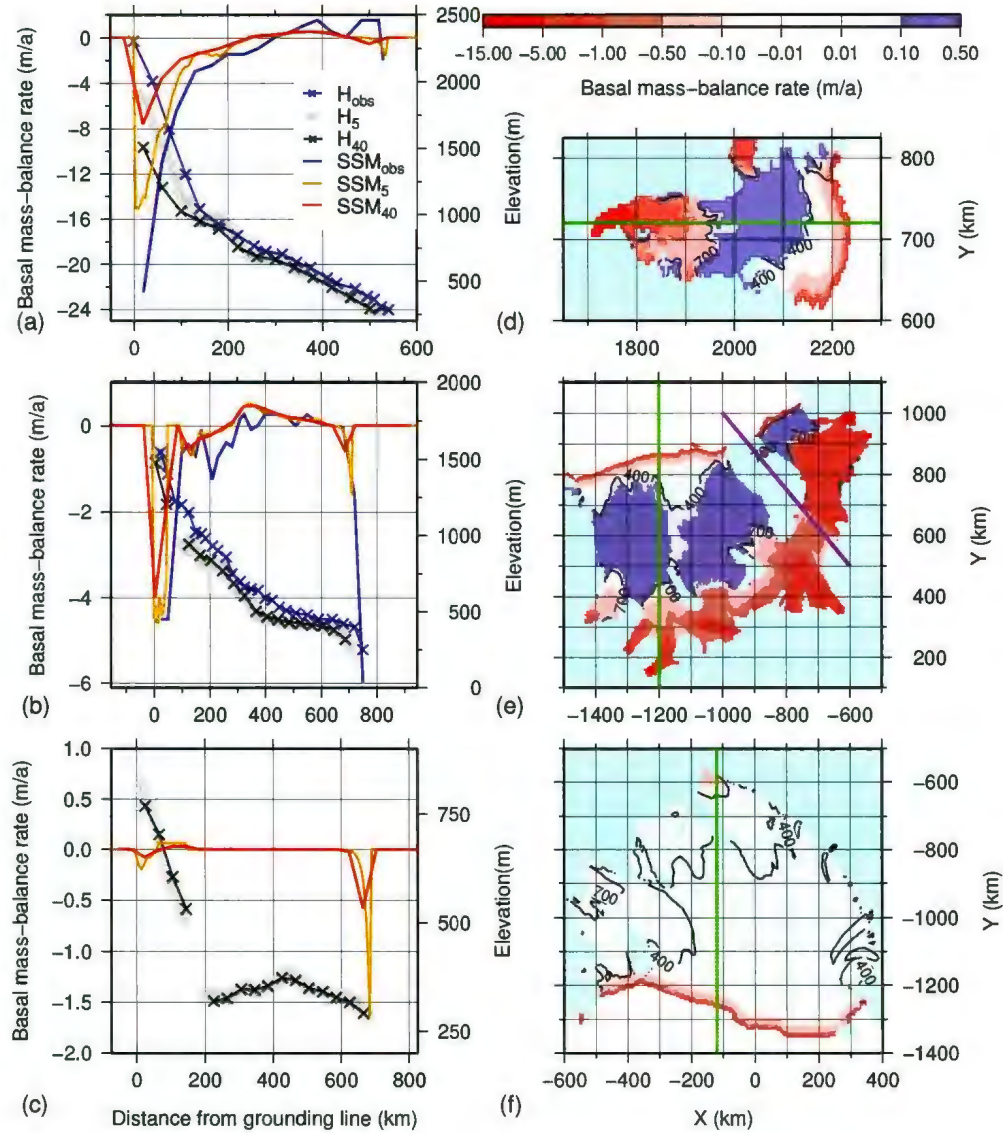 0
−4
−8
−12
−16
−20
−24
Basal mass−balance rate (m/a)
2500
2000
1500
1000
500
Elevation(m)
0 200 400 600
H_obs
H_5
H_40
SSM_obs
SSM_5
SSM_40
(a)
−15.00 −5.00 −1.00 −0.50 −0.10 −0.01 0.01 0.10 0.50
Basal mass−balance rate (m/a)
800
700
600
Y (km)
1800 2000 2200
700
400
400
(d)
0
−2
−4
−6
Basal mass−balance rate (m/a)
2000
1500
1000
500
0
Elevation(m)
0 200 400 600 800
(b)
1000
800
600
400
200
Y (km)
−1400 −1200 −1000 −800 −600
400
400
700
700
(e)
1.0
0.5
0.0
−0.5
−1.0
−1.5
−2.0
Basal mass−balance rate (m/a)
750
500
250
Elevation(m)
0 200 400 600 800
(c)
Distance from grounding line (km)
−600
−800
−1000
−1200
−1400
Y (km)
−600 −400 −200 0 200 400
400
700
400
400
(f)
X (km)